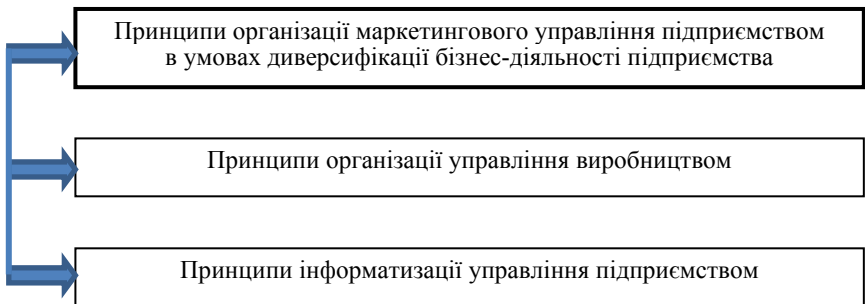 Принципи організації маркетингового управління підприємством
в умовах диверсифікації бізнес-діяльності підприємства
Принципи організації управління виробництвом
Принципи інформатизації управління підприємством